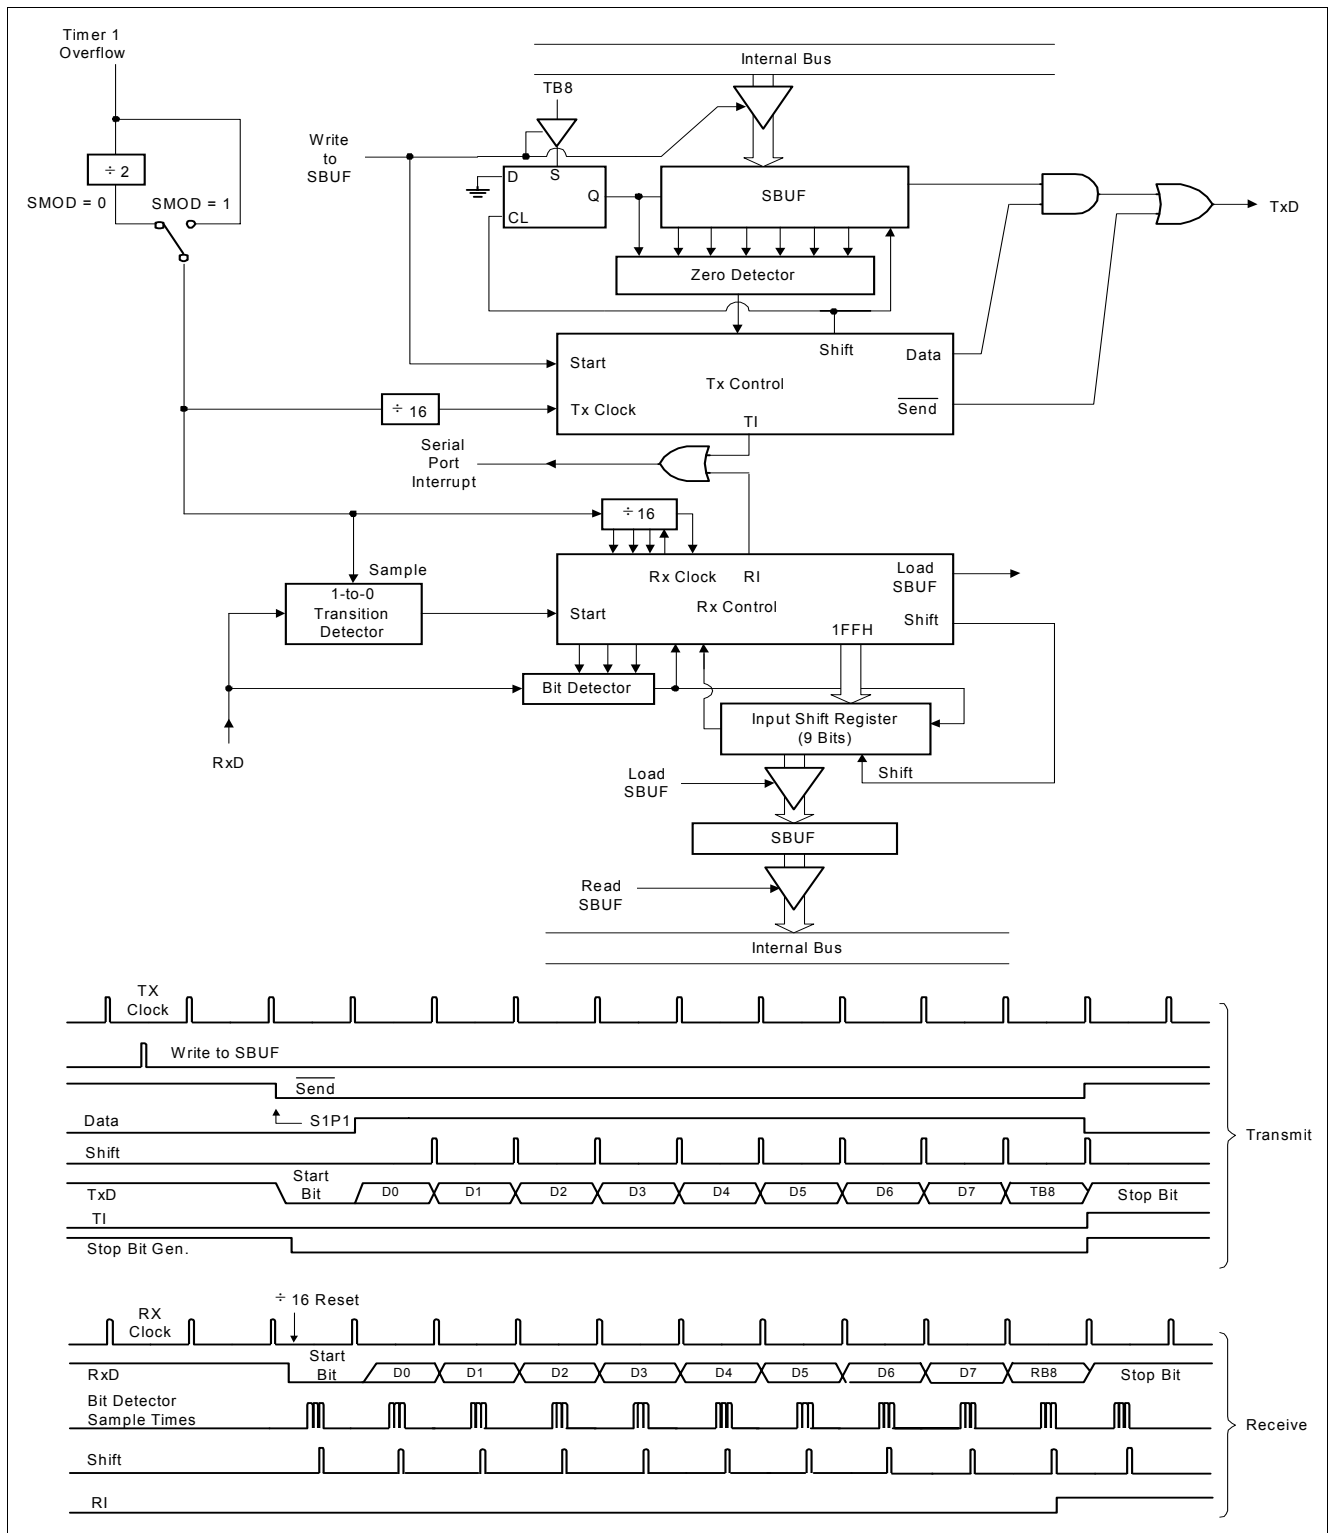 Timer 1
Overflow
÷ 2
SMOD = 0
SMOD = 1
Internal Bus
TB8
Write
to
SBUF
D
S
Q
CL
SBUF
Zero Detector
TxD
Shift
Start
Data
Tx Control
Tx Clock
Send
TI
÷ 16
Serial
Port
Interrupt
÷ 16
Sample
1-to-0
Transition
Detector
Rx Clock
RI
Load
SBUF
Rx Control
Start
Shift
1FFH
Bit Detector
RxD
Input Shift Register
(9 Bits)
Load
SBUF
Shift
SBUF
Read
SBUF
Internal Bus
TX
Clock
Write to SBUF
Send
Data
S1P1
Shift
TxD
Start
Bit
D0
D1
D2
D3
D4
D5
D6
D7
TB8
Stop Bit
TI
Stop Bit Gen.
Transmit
÷ 16 Reset
RX
Clock
RxD
Start
Bit
D0
D1
D2
D3
D4
D5
D6
D7
RB8
Stop Bit
Bit Detector
Sample Times
Shift
RI
Receive